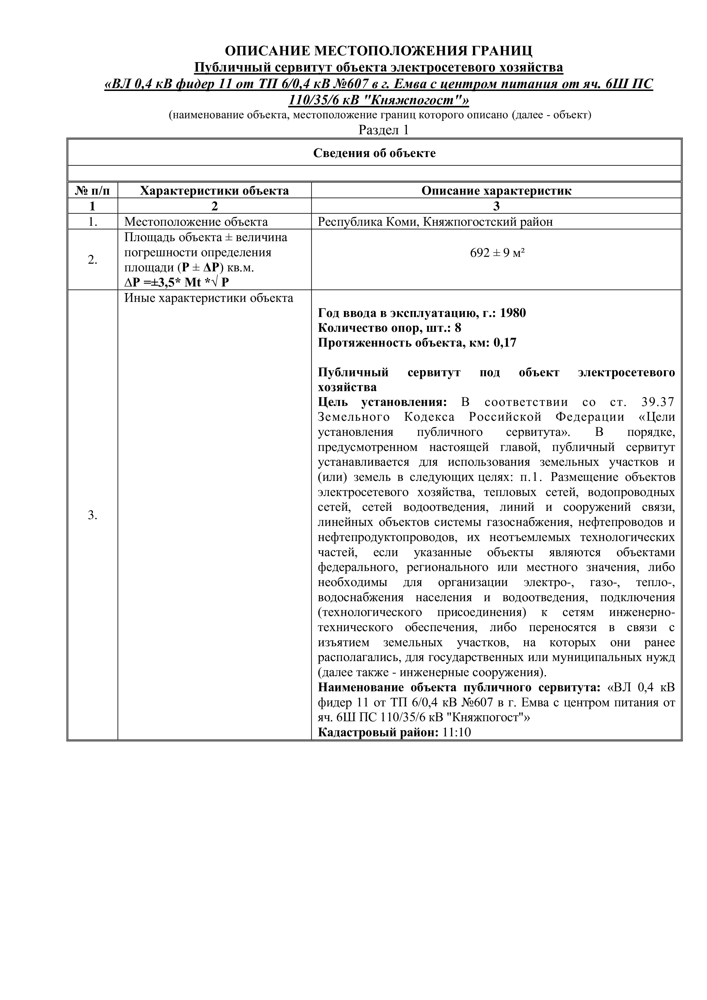 ОПИСАНИЕ МЕСТОПОЛОЖЕНИЯ ГРАНИЦ
Публичный сервитут объекта электросетевого хозяйства
«ВЛ 0,4 кВ фидер 11 от ТП 6/0,4 кВ №607 в г. Емва с центром питания от яч. 6Ш ПС
110/35/6 кВ "Княжпогост"»
(наименование объекта, местоположение границ которого описано (далее - объект)
Раздел 1
Сведения об объекте
№ п/п Характеристики объекта Описание характеристик
1 2 3
1. Местоположение объекта Республика Коми, Княжпогостский район
2. Площадь объекта ± величина
погрешности определения
площади (P ± ΔP) кв.м.
ΔP =±3,5* Mt *√ P
692 ± 9 м²
3. Иные характеристики объекта
Год ввода в эксплуатацию, г.: 1980
Количество опор, шт.: 8
Протяженность объекта, км: 0,17
Публичный сервитут под объект электросетевого
хозяйства
Цель установления: В соответствии со ст. 39.37
Земельного Кодекса Российской Федерации «Цели
установления публичного сервитута». В порядке,
предусмотренном настоящей главой, публичный сервитут
устанавливается для использования земельных участков и
(или) земель в следующих целях: п.1. Размещение объектов
электросетевого хозяйства, тепловых сетей, водопроводных
сетей, сетей водоотведения, линий и сооружений связи,
линейных объектов системы газоснабжения, нефтепроводов и
нефтепродуктопроводов, их неотъемлемых технологических
частей, если указанные объекты являются объектами
федерального, регионального или местного значения, либо
необходимы для организации электро-, газо-, тепло-,
водоснабжения населения и водоотведения, подключения
(технологического присоединения) к сетям инженерно-
технического обеспечения, либо переносятся в связи с
изъятием земельных участков, на которых они ранее
располагались, для государственных или муниципальных нужд
(далее также - инженерные сооружения).
Наименование объекта публичного сервитута: «ВЛ 0,4 кВ
фидер 11 от ТП 6/0,4 кВ №607 в г. Емва с центром питания от
яч. 6Ш ПС 110/35/6 кВ "Княжпогост"»
Кадастровый район: 11:10